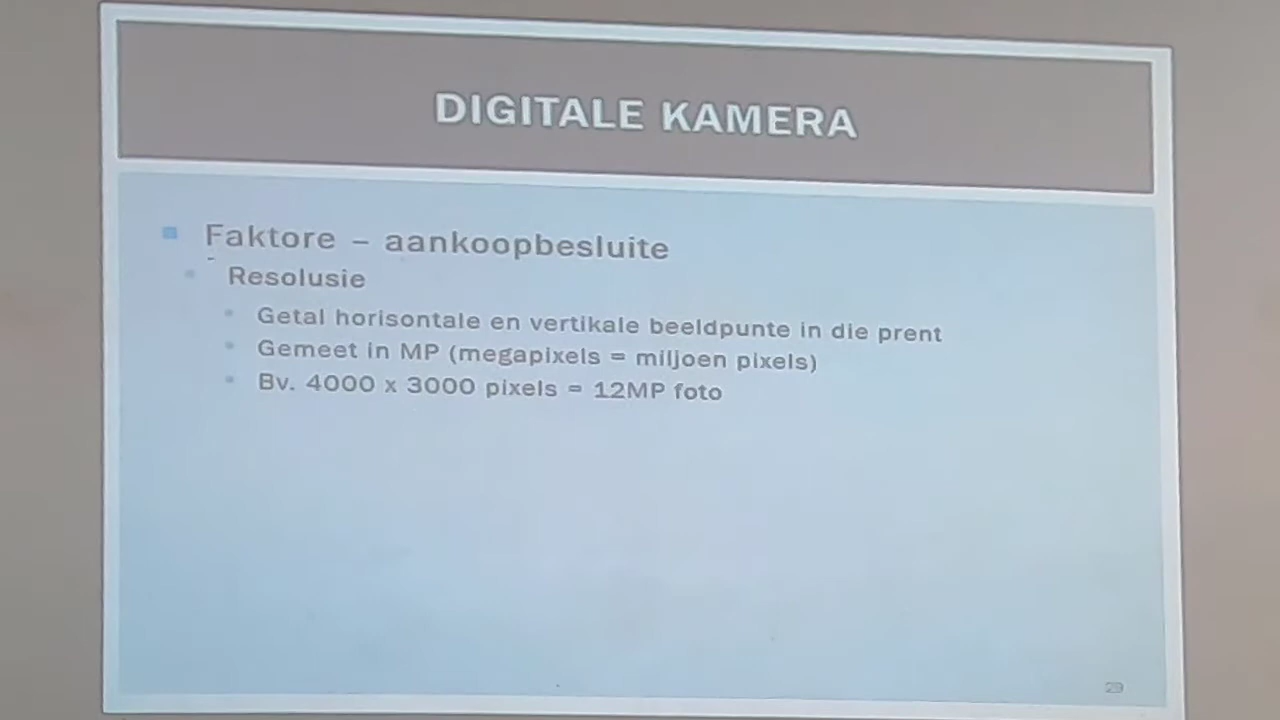 DIGITALE KAMERA
Faktore – aankoopbesluite
Resolusie
Getal horisontale en vertikale beeldpunte in die prent
Gemeet in MP (megapixels = miljoen pixels)
Bv. 4000 x 3000 pixels = 12MP foto
29